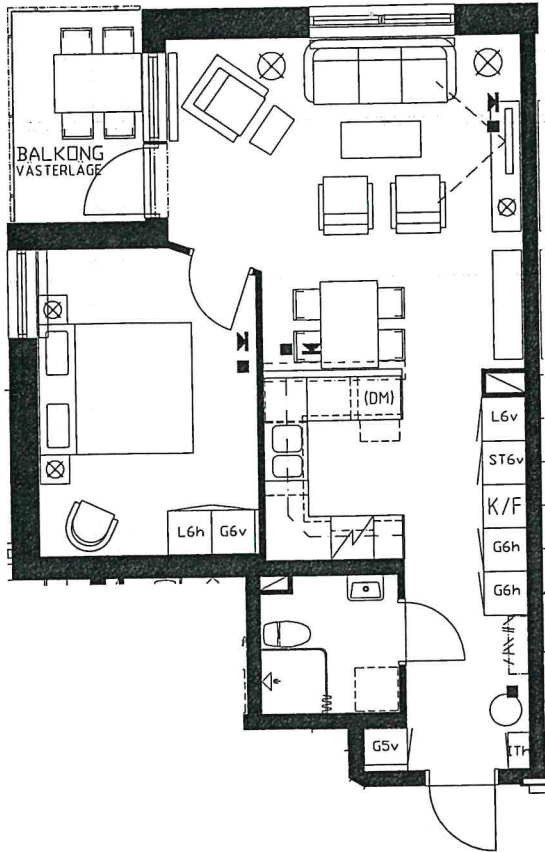 BALKONG
VÄSTERLÄGE
(DM)
L6v
ST6v
K/F
G6h
G6h
L6h G6v
G5v
ITh